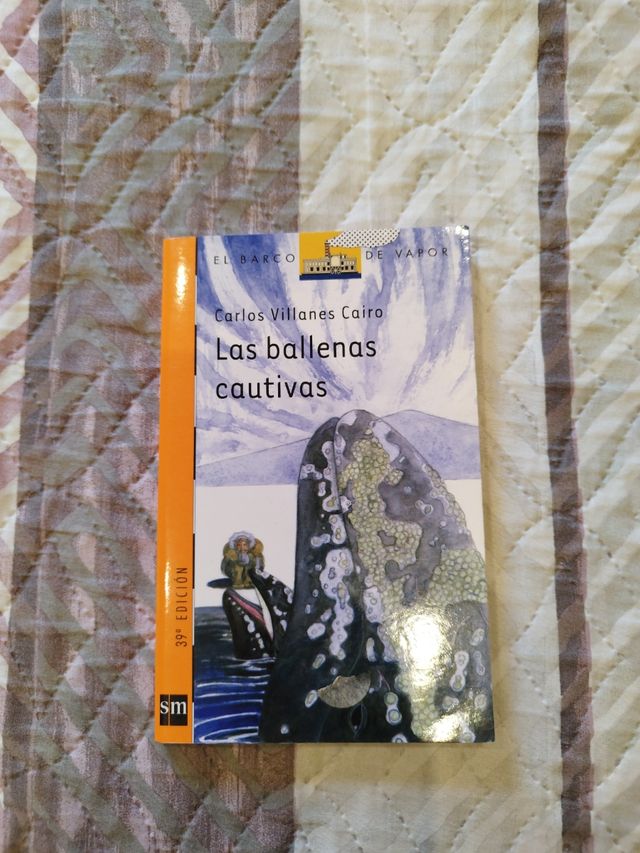 EL BARCO DE VAPOR
Carlos Villanes Cairo
Las ballenas
cautivas
39ª EDICIÓN
sm